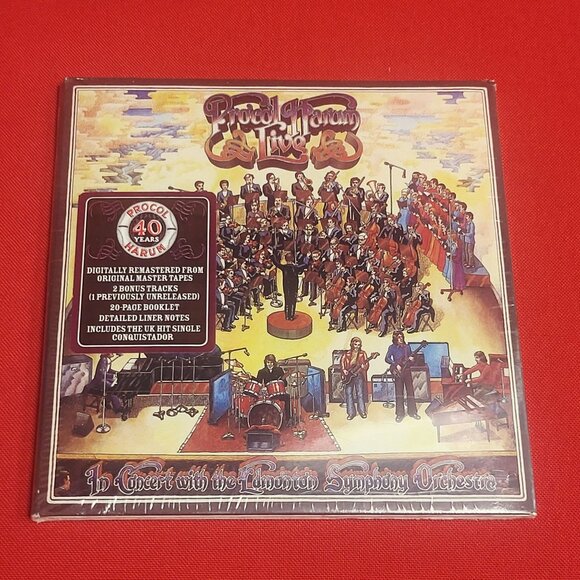 Procol Harum
Live
PROCOL
40
YEARS
HARUM
DIGITALLY REMASTERED FROM
ORIGINAL MASTER TAPES
2 BONUS TRACKS
(1 PREVIOUSLY UNRELEASED)
20-PAGE BOOKLET
DETAILED LINER NOTES
INCLUDES THE UK HIT SINGLE
CONQUISTADOR
In Concert with the Edmonton Symphony Orchestra